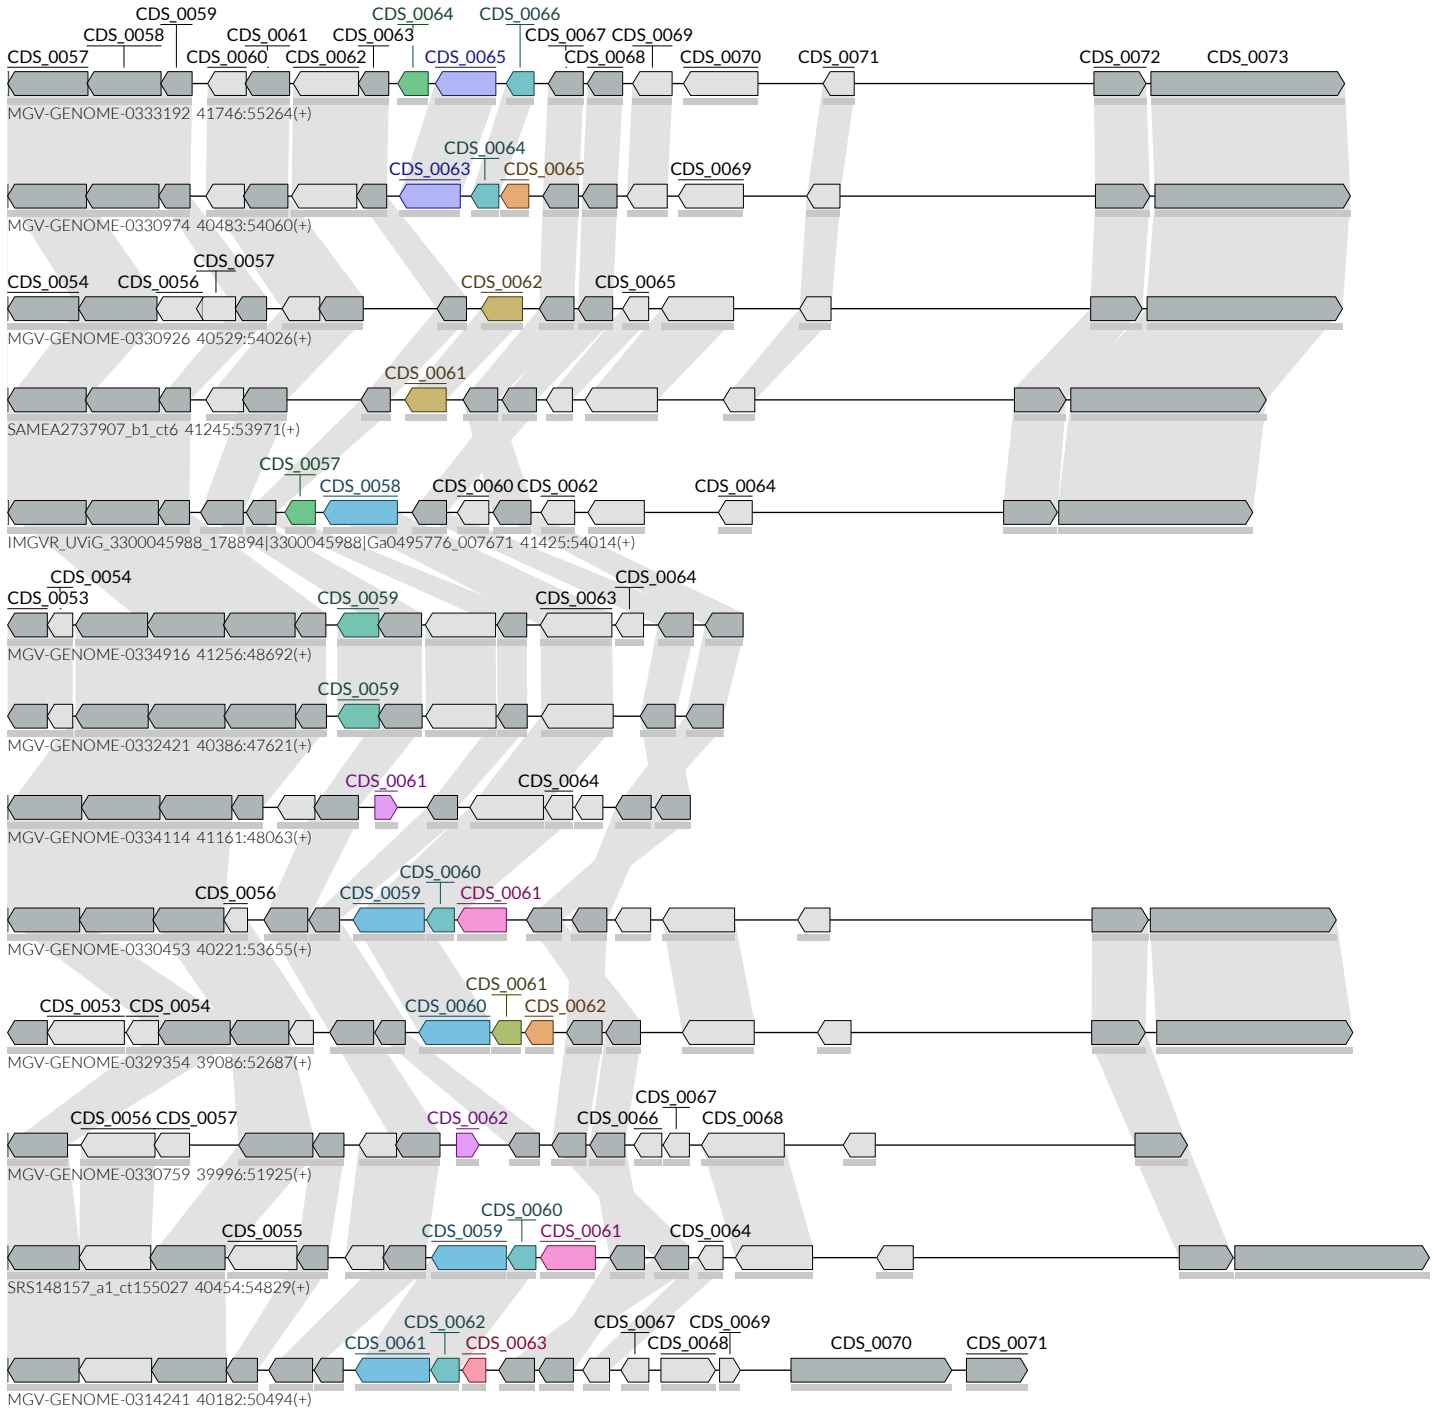 CDS_0059 CDS_0064 CDS_0066
CDS_0058 CDS_0061 CDS_0063 CDS_0067 CDS_0069
CDS_0057 CDS_0060 CDS_0062 CDS_0065 CDS_0068 CDS_0070 CDS_0071 CDS_0072 CDS_0073
MGV-GENOME-0333192 41746:55264(+)
CDS_0064
CDS_0063 CDS_0065 CDS_0069
MGV-GENOME-0330974 40483:54060(+)
CDS_0057
CDS_0054 CDS_0056 CDS_0062 CDS_0065
MGV-GENOME-0330926 40529:54026(+)
CDS_0061
SAMEA2737907_b1_ct6 41245:53971(+)
CDS_0057
CDS_0058 CDS_0060 CDS_0062 CDS_0064
IMGVR_UViG_3300045988_178894|3300045988|Ga0495776_007671 41425:54014(+)
CDS_0054 CDS_0064
CDS_0053 CDS_0059 CDS_0063
MGV-GENOME-0334916 41256:48692(+)
CDS_0059
MGV-GENOME-0332421 40386:47621(+)
CDS_0061 CDS_0064
MGV-GENOME-0334114 41161:48063(+)
CDS_0060
CDS_0056 CDS_0059 CDS_0061
MGV-GENOME-0330453 40221:53655(+)
CDS_0061
CDS_0053 CDS_0054 CDS_0060 CDS_0062
MGV-GENOME-0329354 39086:52687(+)
CDS_0067
CDS_0056 CDS_0057 CDS_0062 CDS_0066 CDS_0068
MGV-GENOME-0330759 39996:51925(+)
CDS_0060
CDS_0055 CDS_0059 CDS_0061 CDS_0064
SRS148157_a1_ct155027 40454:54829(+)
CDS_0062 CDS_0067 CDS_0069
CDS_0061 CDS_0063 CDS_0068 CDS_0070 CDS_0071
MGV-GENOME-0314241 40182:50494(+)